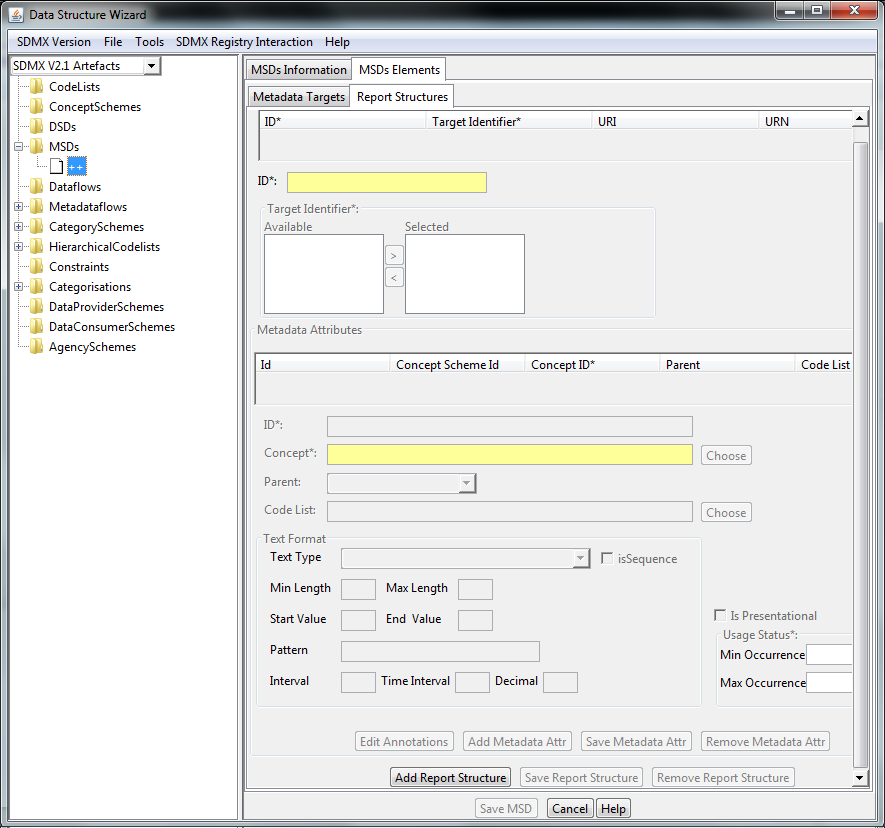 Data Structure Wizard
SDMX Version File Tools SDMX Registry Interaction Help
SDMX V2.1 Artefacts
CodeLists
ConceptSchemes
DSDs
MSDs
++
Dataflows
Metadataflows
CategorySchemes
HierarchicalCodelists
Constraints
Categorisations
DataProviderSchemes
DataConsumerSchemes
AgencySchemes
MSDs Information MSDs Elements
Metadata Targets Report Structures
ID* Target Identifier* URI URN
ID*:
Target Identifier*:
Available Selected
>
<
Metadata Attributes
Id Concept Scheme Id Concept ID* Parent Code List
ID*:
Concept*: Choose
Parent:
Code List: Choose
Text Format
Text Type isSequence
Min Length Max Length
Start Value End Value
Is Presentational
Usage Status*:
Pattern
Min Occurrence
Interval Time Interval Decimal
Max Occurrence
Edit Annotations Add Metadata Attr Save Metadata Attr Remove Metadata Attr
Add Report Structure Save Report Structure Remove Report Structure
Save MSD Cancel Help